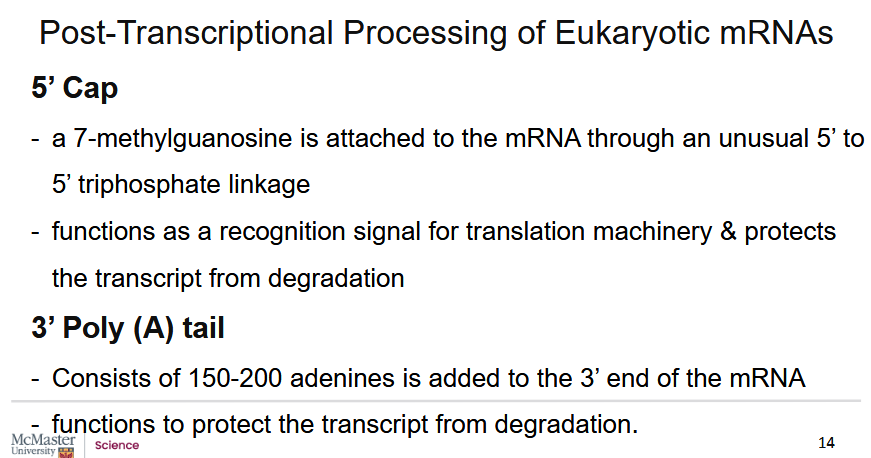 Post-Transcriptional Processing of Eukaryotic mRNAs
5’ Cap
- a 7-methylguanosine is attached to the mRNA through an unusual 5’ to
5’ triphosphate linkage
- functions as a recognition signal for translation machinery & protects
the transcript from degradation
3’ Poly (A) tail
- Consists of 150-200 adenines is added to the 3’ end of the mRNA
- functions to protect the transcript from degradation.
McMaster
University
Science
14